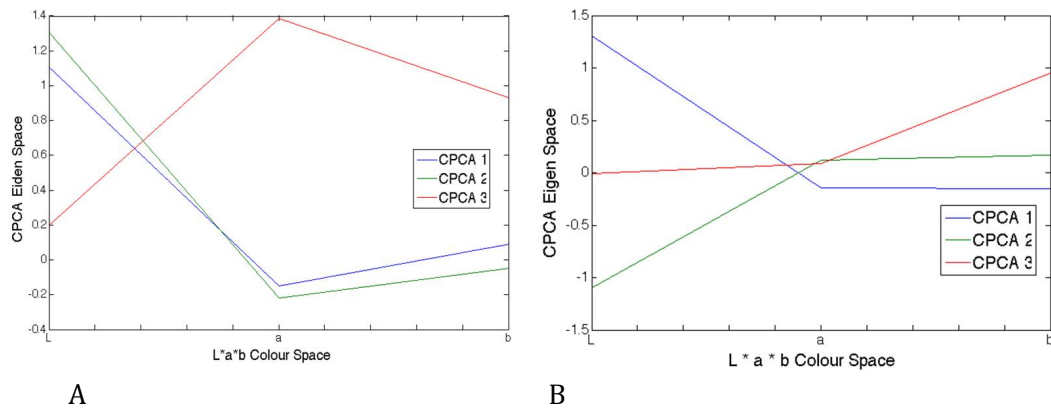 1.4
1.2
1
0.8
0.6
0.4
0.2
0
-0.2
-0.4
CPCA Eiden Space
L
a
b
L*a*b Colour Space
CPCA 1
CPCA 2
CPCA 3
A
1.5
1
0.5
0
-0.5
-1
-1.5
CPCA Eigen Space
L
a
b
L * a * b Colour Space
CPCA 1
CPCA 2
CPCA 3
B